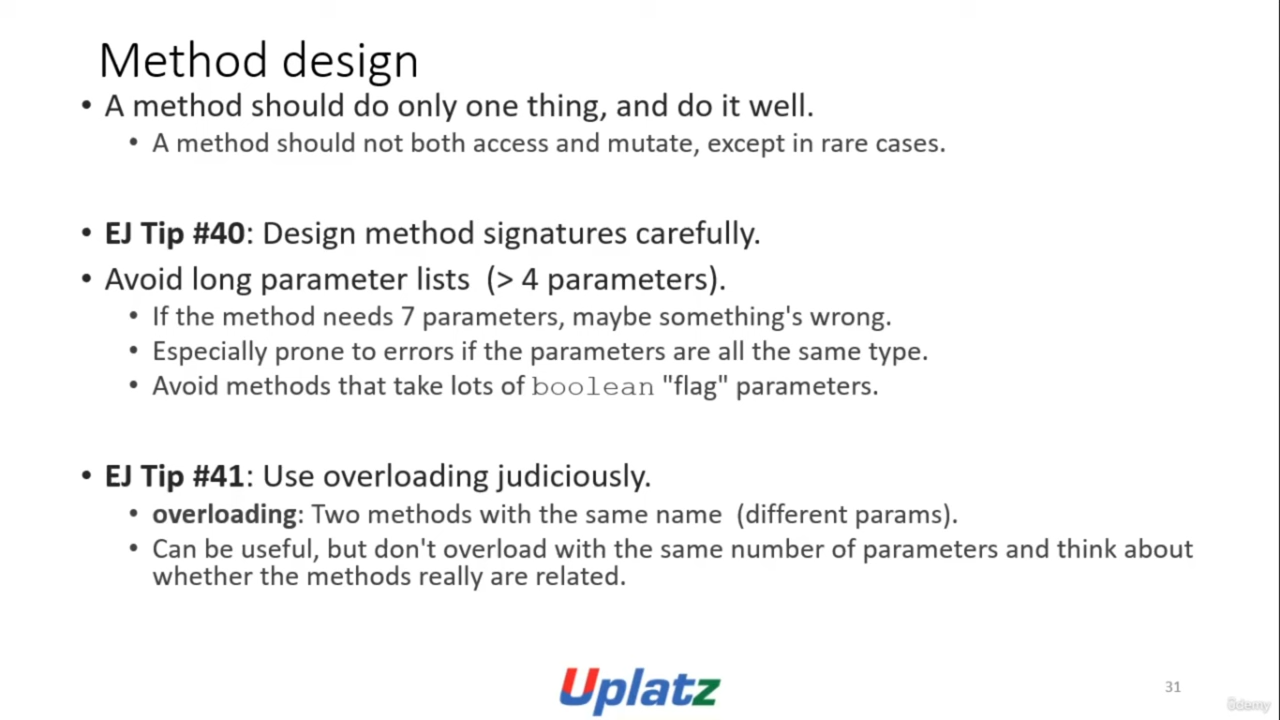 Method design
• A method should do only one thing, and do it well.
• A method should not both access and mutate, except in rare cases.
• EJ Tip #40: Design method signatures carefully.
• Avoid long parameter lists (> 4 parameters).
• If the method needs 7 parameters, maybe something's wrong.
• Especially prone to errors if the parameters are all the same type.
• Avoid methods that take lots of boolean "flag" parameters.
• EJ Tip #41: Use overloading judiciously.
• overloading: Two methods with the same name (different params).
• Can be useful, but don't overload with the same number of parameters and think about
whether the methods really are related.
Uplatz
31
ûdemy